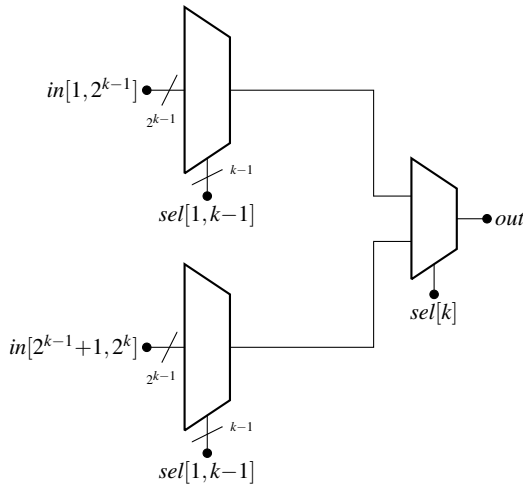 in[1,2^{k−1}]
2^{k−1}
k−1
sel[1,k−1]
out
sel[k]
in[2^{k−1}+1,2^k]
2^{k−1}
k−1
sel[1,k−1]